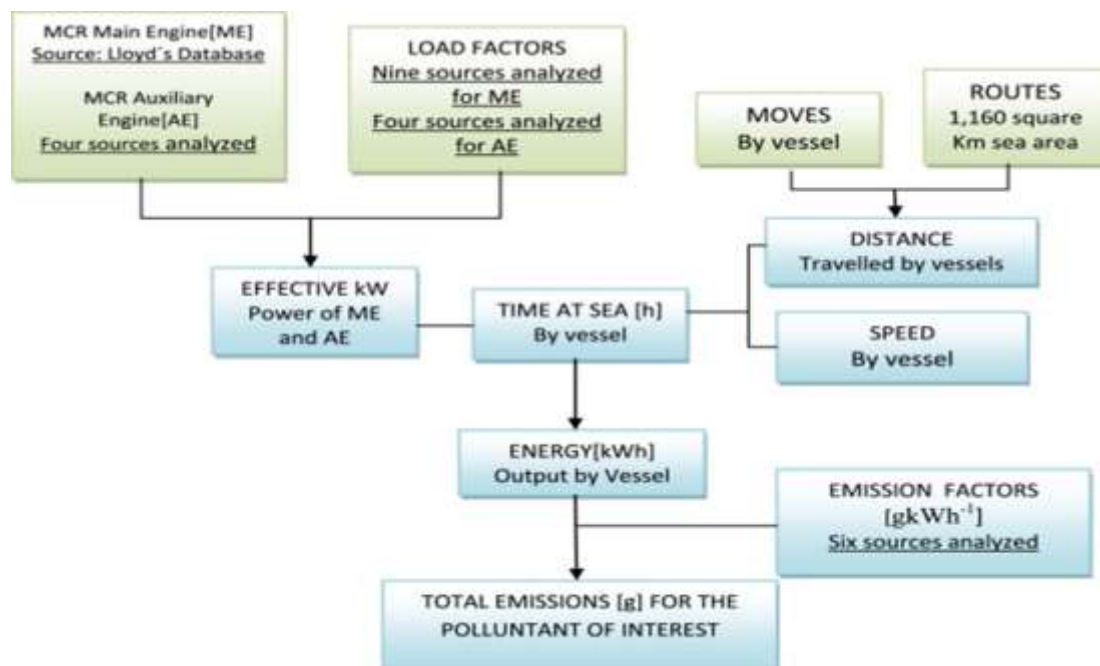 MCR Main Engine[ME]
Source: Lloyd´s Database
MCR Auxiliary
Engine[AE]
Four sources analyzed
LOAD FACTORS
Nine sources analyzed
for ME
Four sources analyzed
for AE
MOVES
By vessel
ROUTES
1,160 square
Km sea area
DISTANCE
Travelled by vessels
EFFECTIVE kW
Power of ME
and AE
TIME AT SEA [h]
By vessel
SPEED
By vessel
ENERGY[kWh]
Output by Vessel
EMISSION FACTORS
[gkWh⁻¹]
Six sources analyzed
TOTAL EMISSIONS [g] FOR THE
POLLUNTANT OF INTEREST